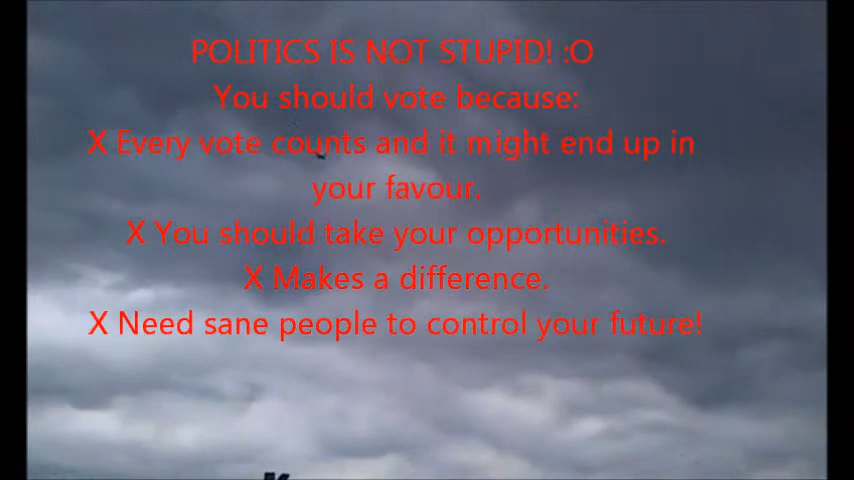 POLITICS IS NOT STUPID! :O
You should vote because:
X Every vote counts and it might end up in
your favour.
X You should take your opportunities.
X Makes a difference.
X Need sane people to control your future!